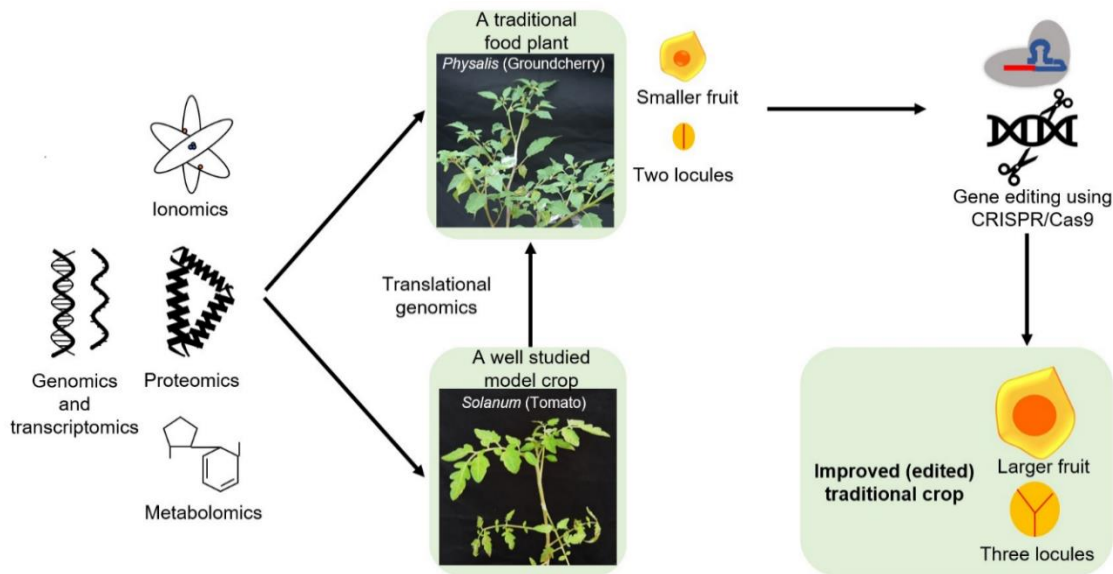 Ionomics
Genomics
and
transcriptomics
Proteomics
Metabolomics
A traditional
food plant
Physalis (Groundcherry)
Smaller fruit
Two locules
Translational
genomics
A well studied
model crop
Solanum (Tomato)
Gene editing using
CRISPR/Cas9
Improved (edited)
traditional crop
Larger fruit
Three locules